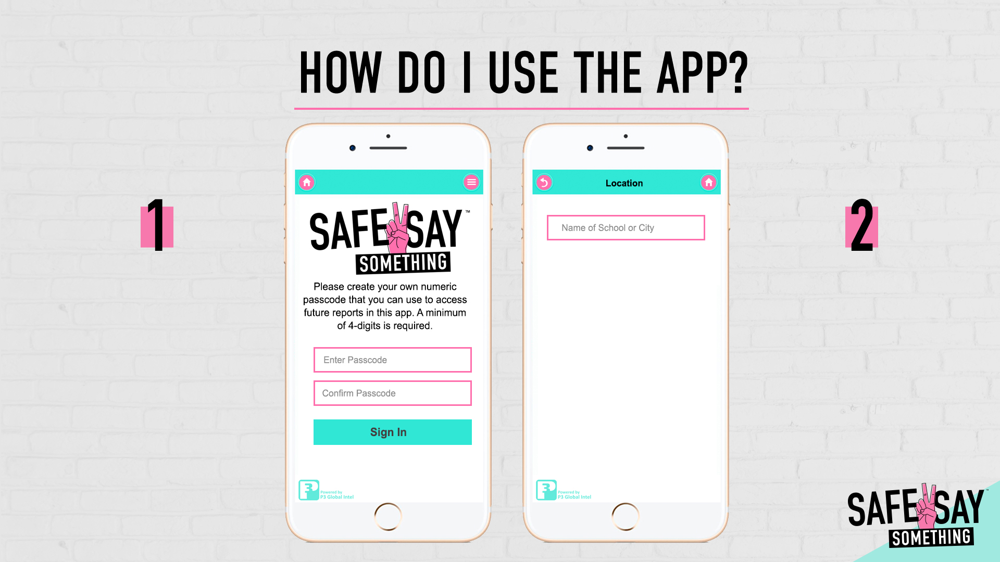 HOW DO I USE THE APP?
1
SAFE SAY™
SOMETHING
Please create your own numeric
passcode that you can use to access
future reports in this app. A minimum
of 4-digits is required.
Enter Passcode
Confirm Passcode
Sign In
P3
Powered by
P3 Global Intel
Location
Name of School or City
P3
Powered by
P3 Global Intel
2
SAFE SAY™
SOMETHING